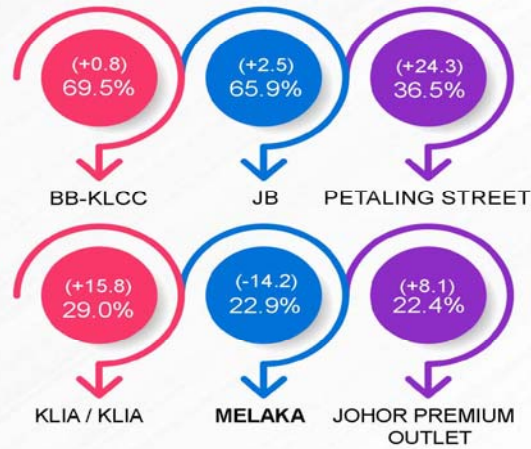 (+0.8)
69.5%
BB-KLCC
(+2.5)
65.9%
JB
(+24.3)
36.5%
PETALING STREET
(+15.8)
29.0%
KLIA / KLIA
(-14.2)
22.9%
MELAKA
(+8.1)
22.4%
JOHOR PREMIUM
OUTLET